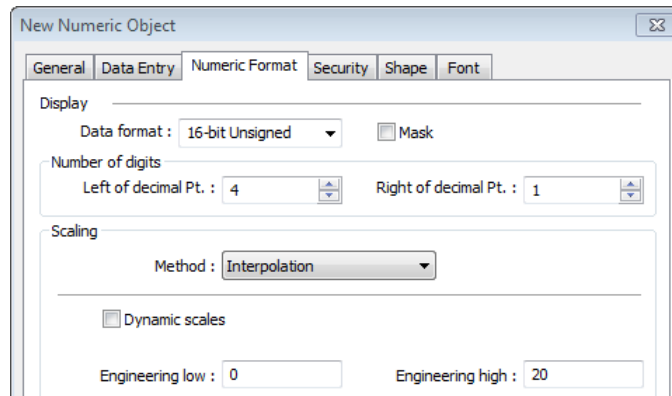 New Numeric Object
General Data Entry Numeric Format Security Shape Font
Display
Data format : 16-bit Unsigned Mask
Number of digits
Left of decimal Pt. : 4 Right of decimal Pt. : 1
Scaling
Method : Interpolation
Dynamic scales
Engineering low : 0 Engineering high : 20